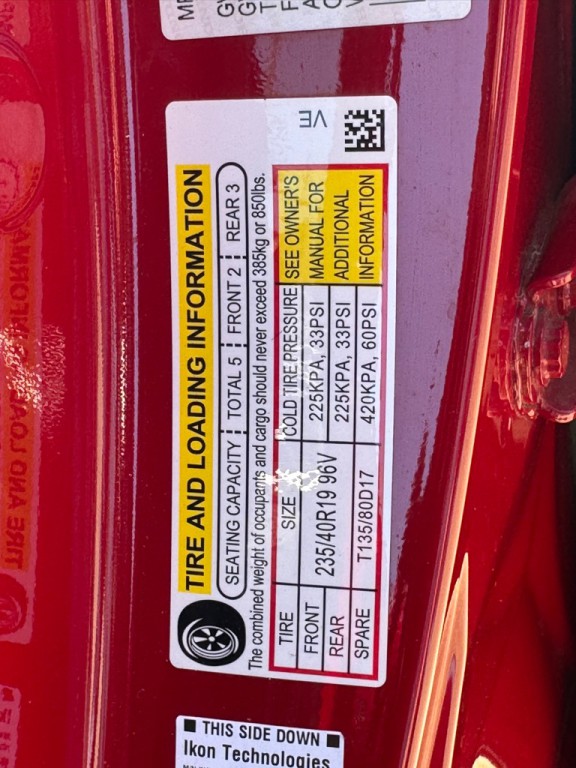 MF
GV
G
T
F
A
C
V
VE
TIRE AND LOADING INFORMATION
SEATING CAPACITY TOTAL 5 FRONT 2 REAR 3
The combined weight of occupants and cargo should never exceed 385kg or 850lbs.
TIRE SIZE COLD TIRE PRESSURE SEE OWNER'S
FRONT 235/40R19 96V 225KPA, 33PSI MANUAL FOR
REAR 225KPA, 33PSI ADDITIONAL
SPARE T135/80D17 420KPA, 60PSI INFORMATION
THIS SIDE DOWN
Ikon Technologies